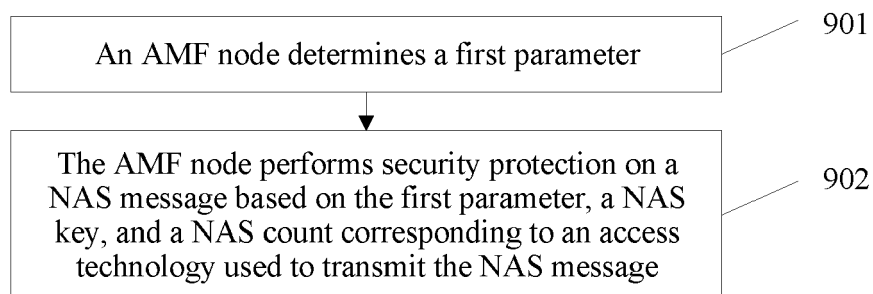 An AMF node determines a first parameter
901
The AMF node performs security protection on a
NAS message based on the first parameter, a NAS
key, and a NAS count corresponding to an access
technology used to transmit the NAS message
902